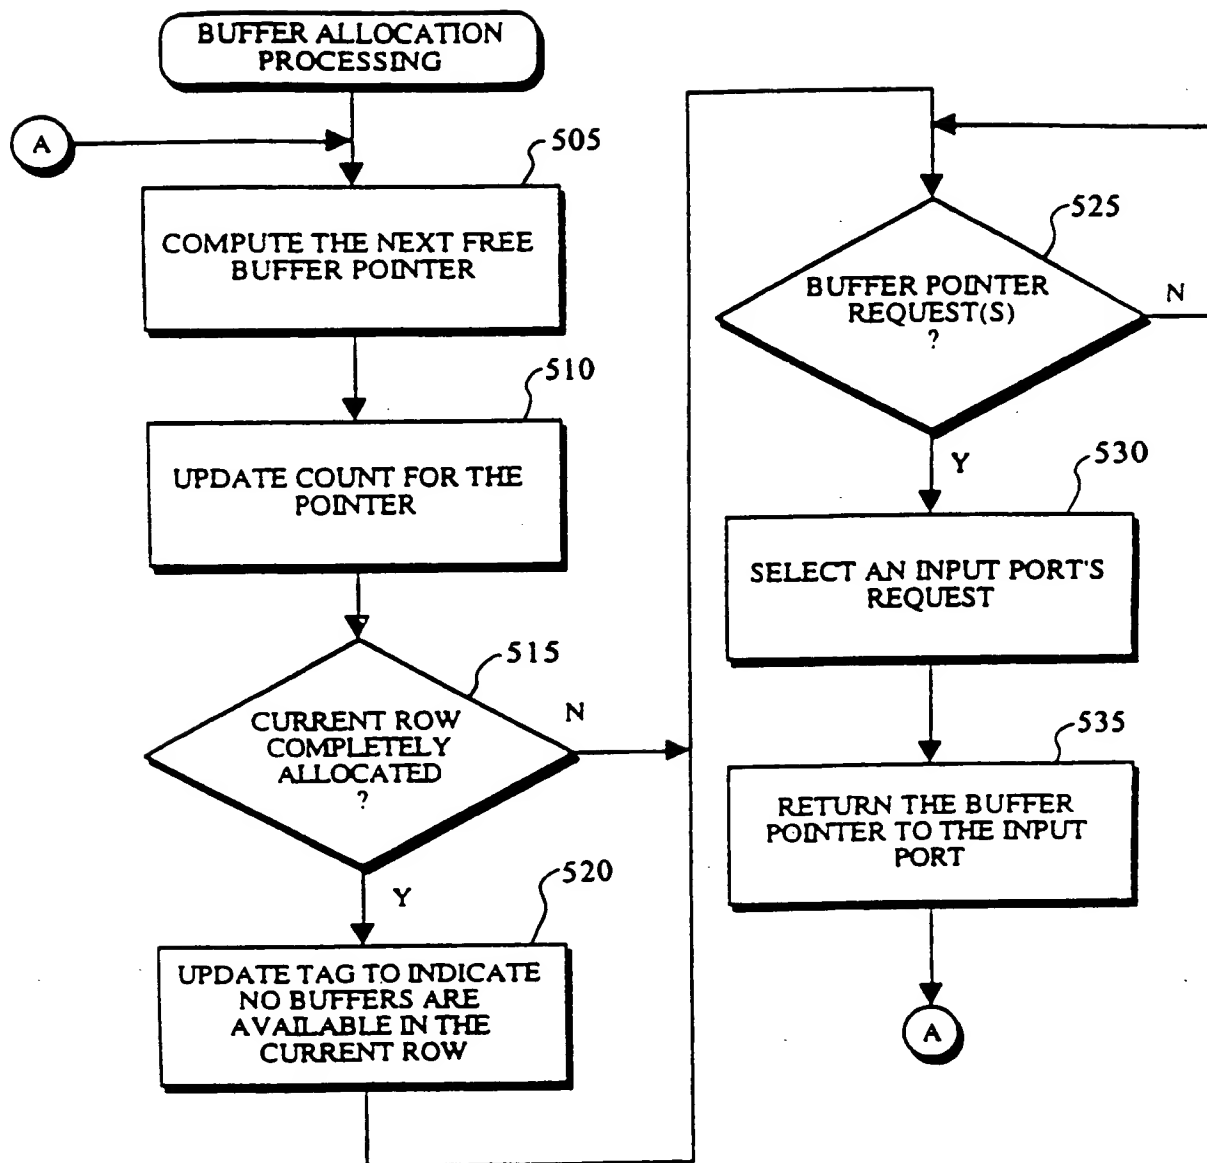 BUFFER ALLOCATION
PROCESSING
A
505
COMPUTE THE NEXT FREE
BUFFER POINTER
510
UPDATE COUNT FOR THE
POINTER
515
CURRENT ROW
COMPLETELY
ALLOCATED
?
N
Y
520
UPDATE TAG TO INDICATE
NO BUFFERS ARE
AVAILABLE IN THE
CURRENT ROW
525
BUFFER POINTER
REQUEST(S)
?
N
Y
530
SELECT AN INPUT PORT'S
REQUEST
535
RETURN THE BUFFER
POINTER TO THE INPUT
PORT
A